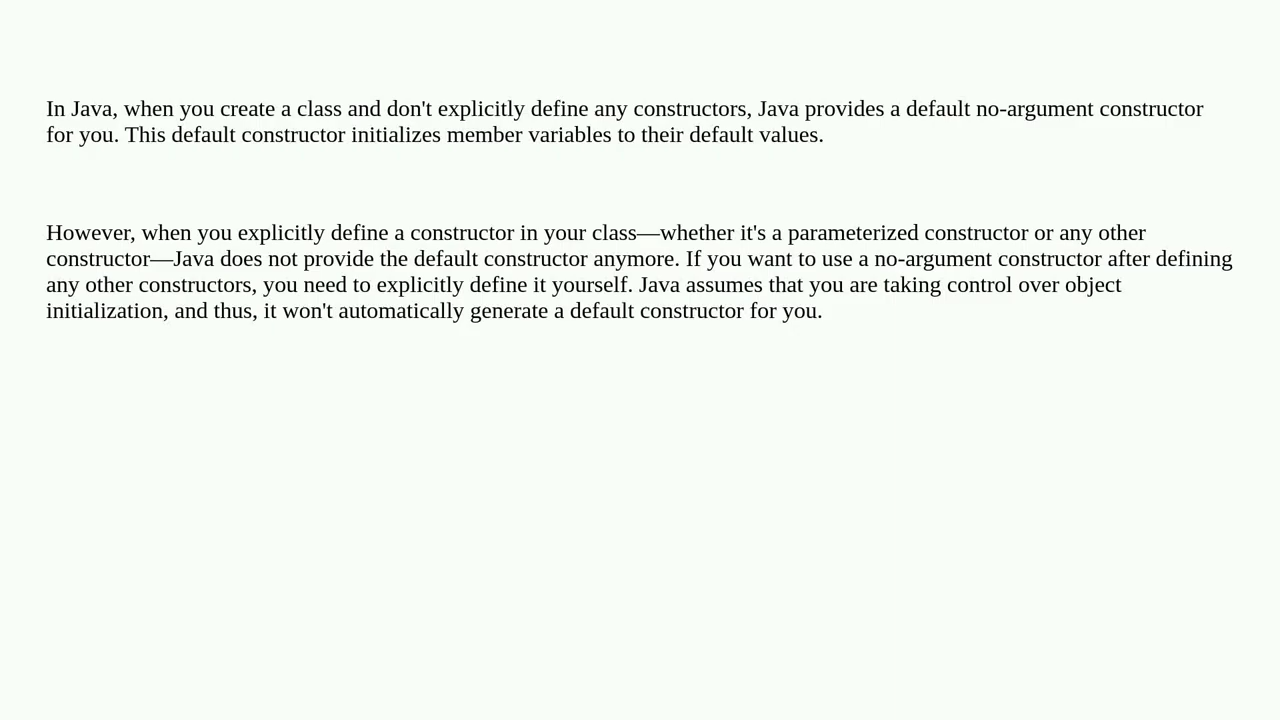 In Java, when you create a class and don't explicitly define any constructors, Java provides a default no-argument constructor
for you. This default constructor initializes member variables to their default values.
However, when you explicitly define a constructor in your class—whether it's a parameterized constructor or any other
constructor—Java does not provide the default constructor anymore. If you want to use a no-argument constructor after defining
any other constructors, you need to explicitly define it yourself. Java assumes that you are taking control over object
initialization, and thus, it won't automatically generate a default constructor for you.